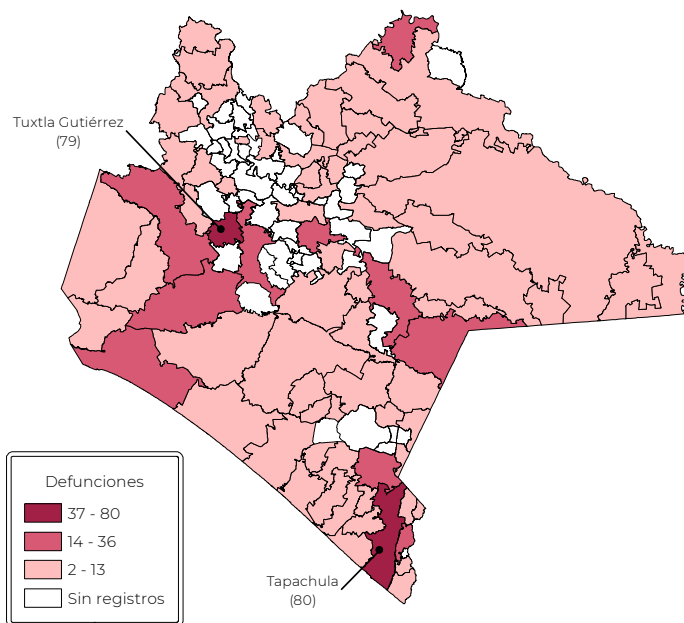 Tuxtla Gutiérrez
(79)
Defunciones
37 - 80
14 - 36
2 - 13
Sin registros
Tapachula
(80)